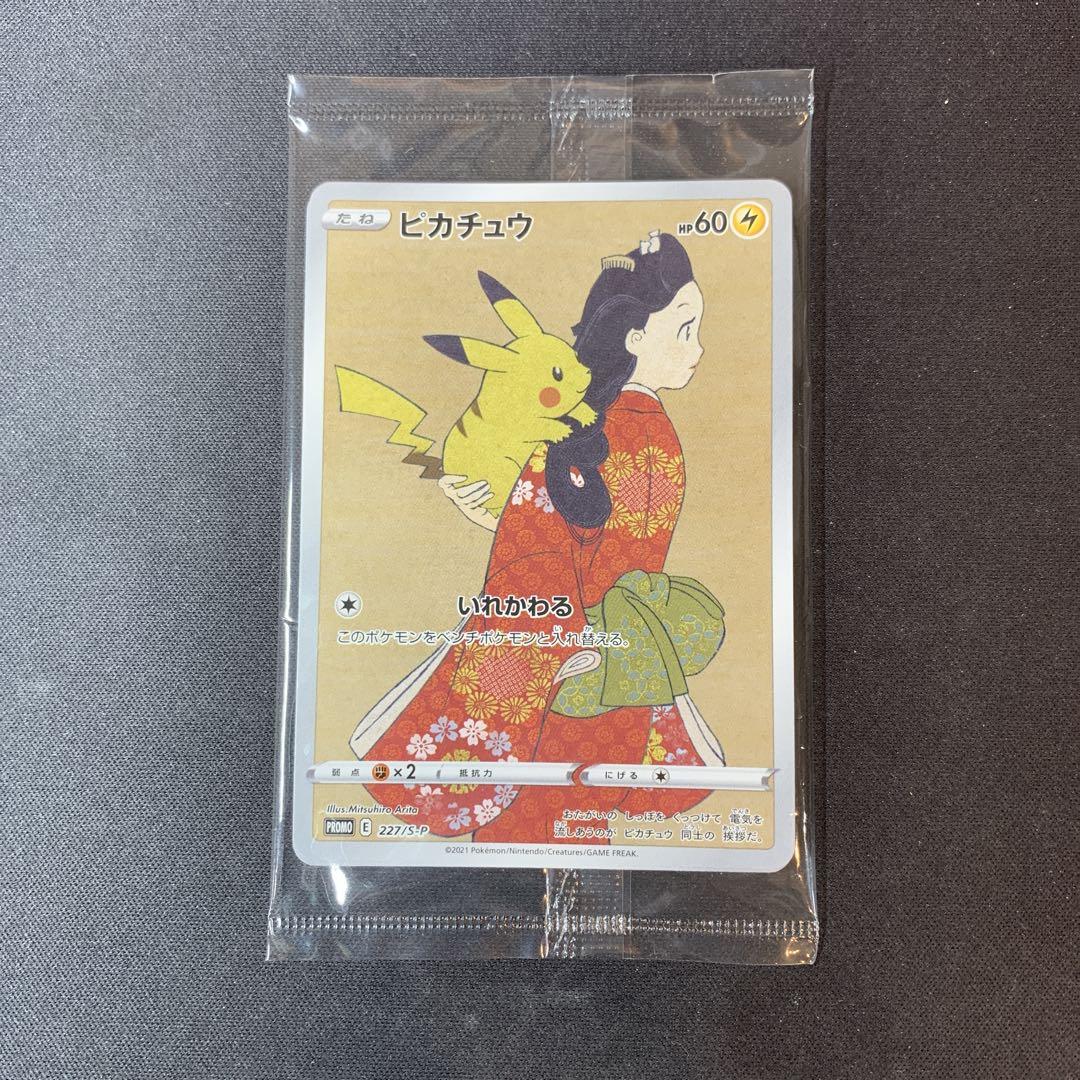 たね ピカチュウ HP60
いれかわる
このポケモンをベンチポケモンと入れ替える。
弱点 ×2 抵抗力 にげる
Illus.Mitsuhiro Arita
PROMO E 227/S-P
おたがいの しっぽを くっつけて 電気を
流しあうのが ピカチュウ 同士の 挨拶だ。
©2021 Pokémon/Nintendo/Creatures/GAME FREAK.